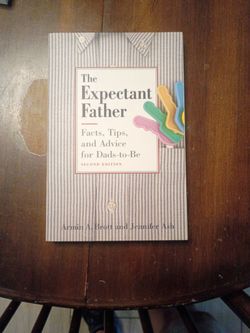 The
Expectant
Father
Facts, Tips,
and Advice
for Dads-to-Be
SECOND EDITION
Armin A. Brott and Jennifer Ash